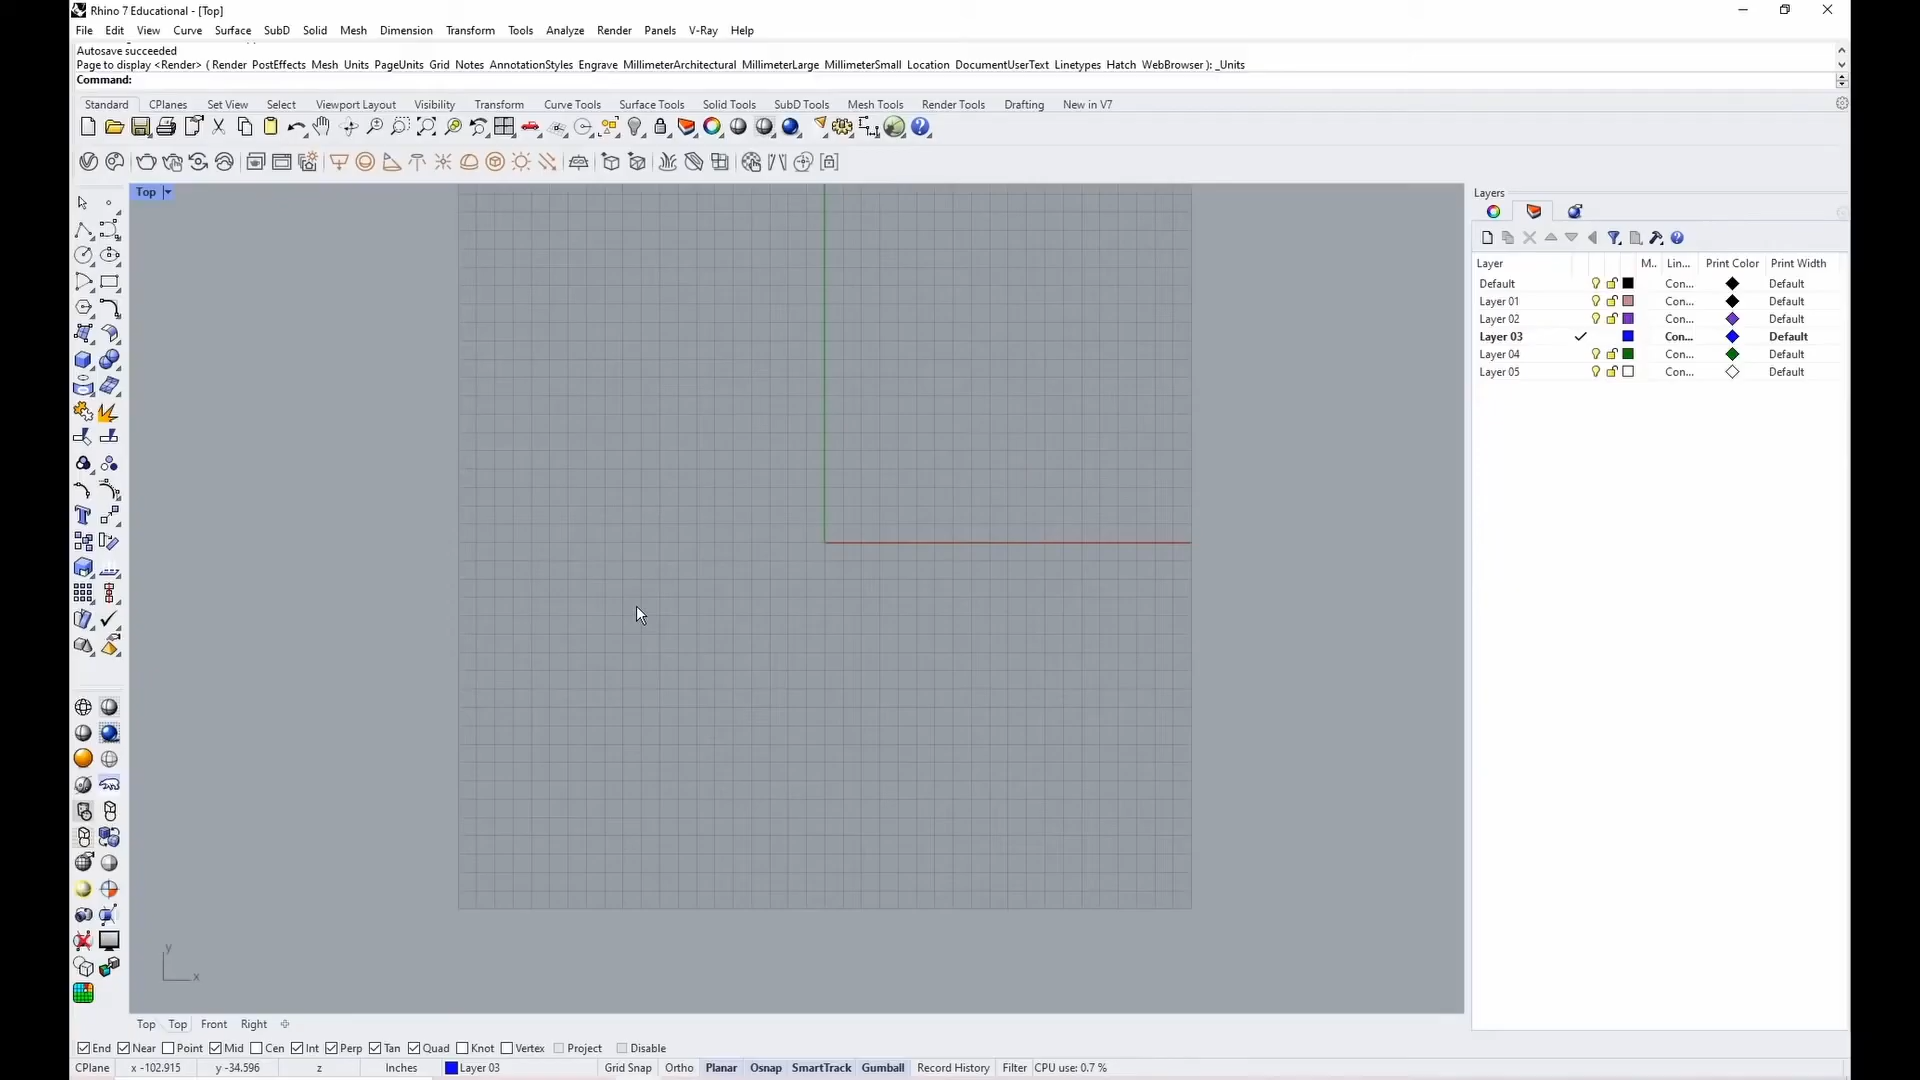 Rhino 7 Educational - [Top]
File Edit View Curve Surface SubD Solid Mesh Dimension Transform Tools Analyze Render Panels V-Ray Help
Autosave succeeded
Page to display <Render> ( Render PostEffects Mesh Units PageUnits Grid Notes AnnotationStyles Engrave MillimeterArchitectural MillimeterLarge MillimeterSmall Location DocumentUserText Linetypes Hatch WebBrowser ): _Units
Command:
Standard CPlanes Set View Select Viewport Layout Visibility Transform Curve Tools Surface Tools Solid Tools SubD Tools Mesh Tools Render Tools Drafting New in V7
Top
Layers
Layer M.. Lin... Print Color Print Width
Default Con... Default
Layer 01 Con... Default
Layer 02 Con... Default
Layer 03 Con... Default
Layer 04 Con... Default
Layer 05 Con... Default
y
x
Top Top Front Right
End Near Point Mid Cen Int Perp Tan Quad Knot Vertex Project Disable
CPlane x -102.915 y -34.596 z Inches Layer 03 Grid Snap Ortho Planar Osnap SmartTrack Gumball Record History Filter CPU use: 0.7 %